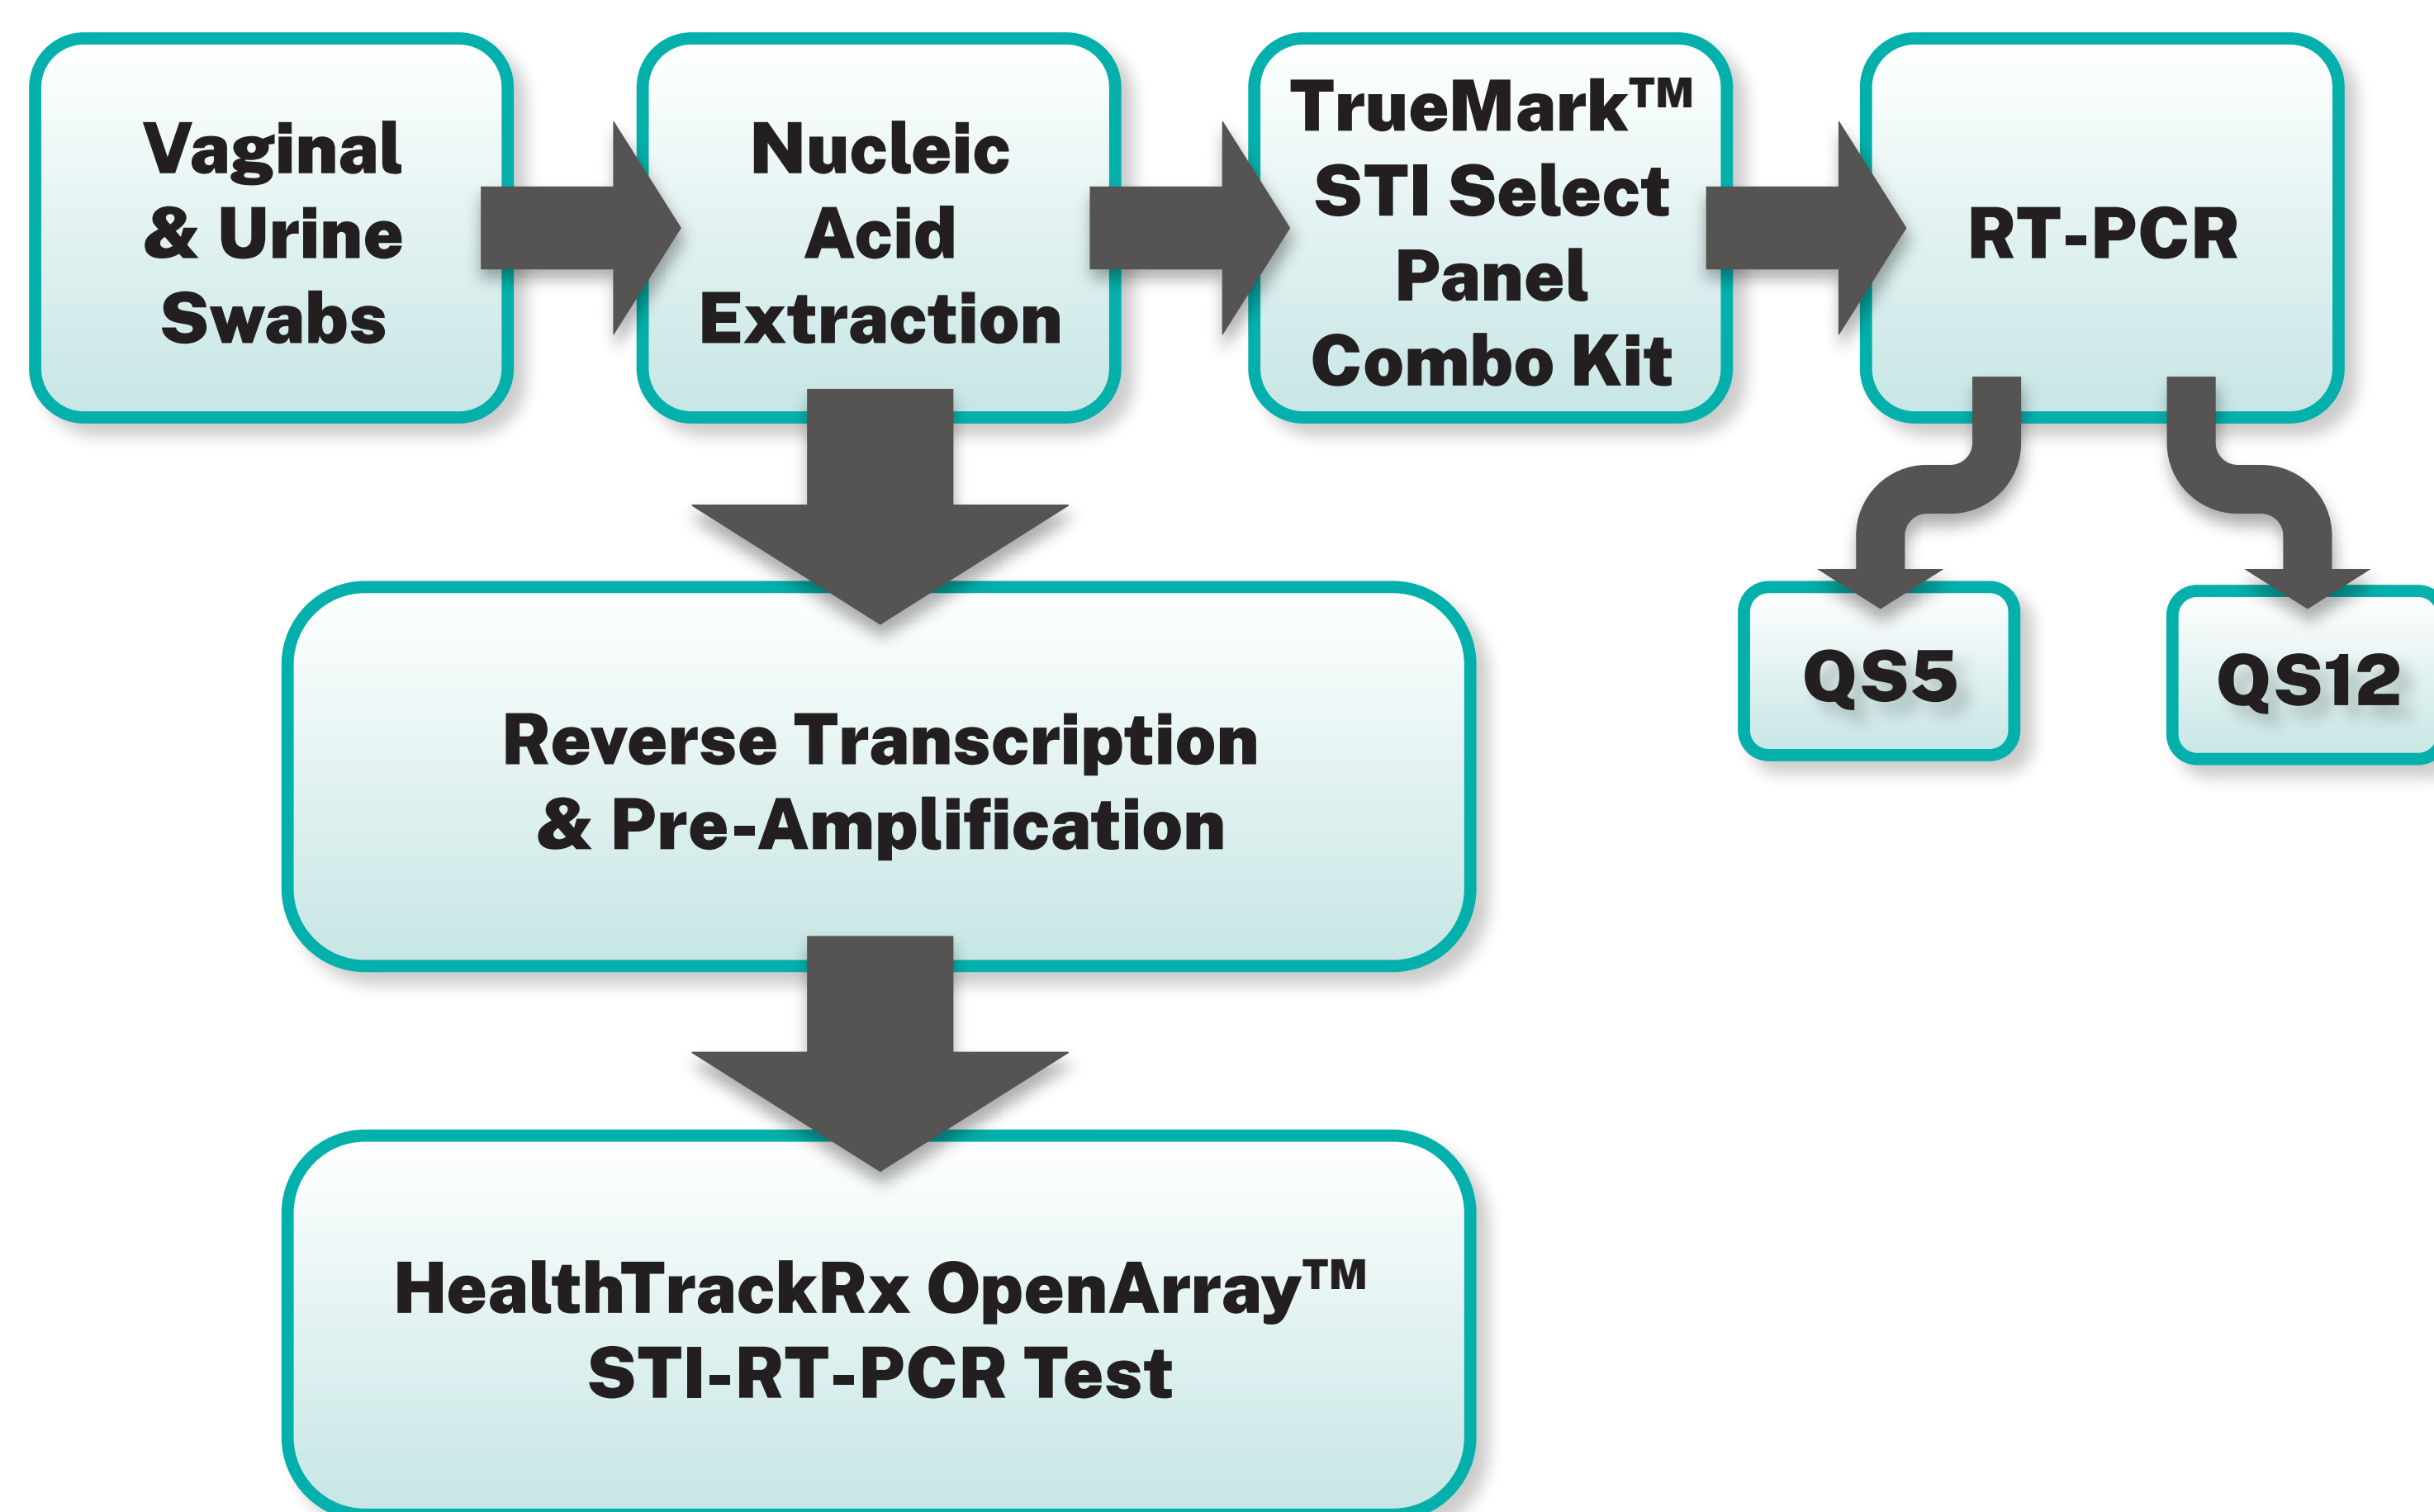 Vaginal
& Urine
Swabs
Nucleic
Acid
Extraction
TrueMark™
STI Select
Panel
Combo Kit
RT-PCR
QS5
QS12
Reverse Transcription
& Pre-Amplification
HealthTrackRx OpenArray™
STI-RT-PCR Test